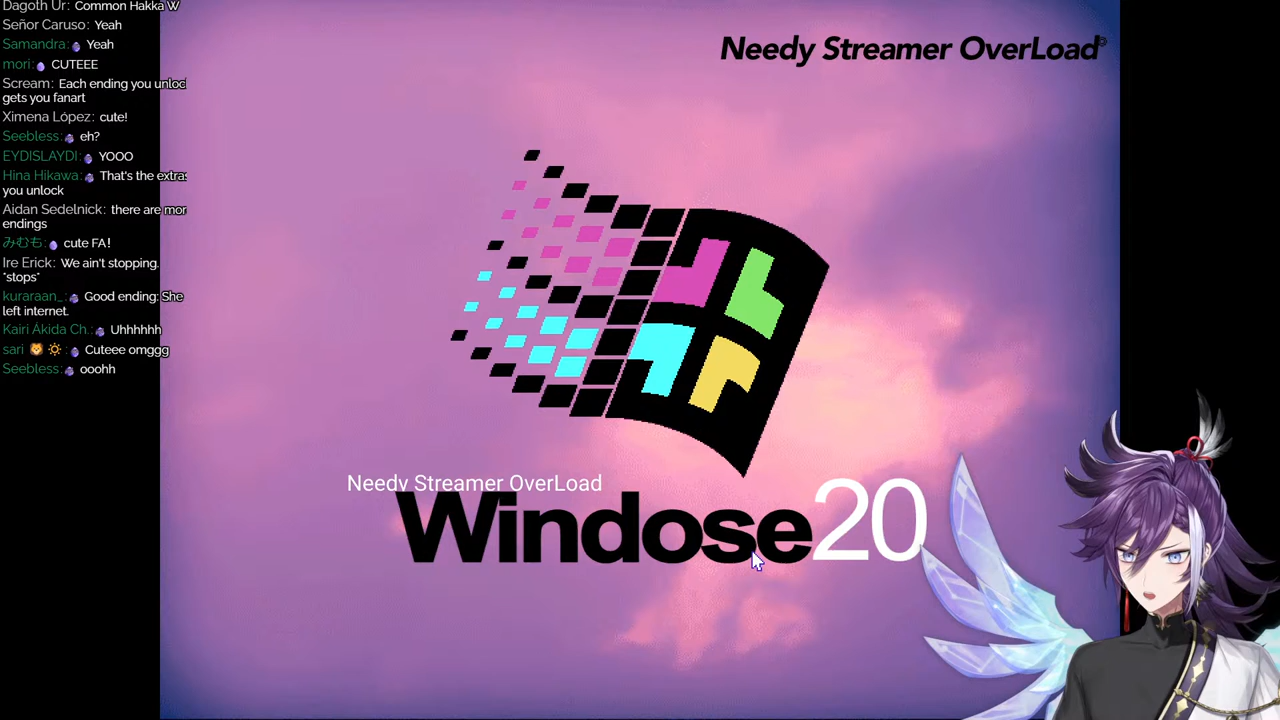 Dagoth Ur: Common Hakka W
Señor Caruso: Yeah
Samandra: Yeah
mori: CUTEEE
Scream: Each ending you unloc
gets you fanart
Ximena López: cute!
Seebless: eh?
EYDISLAYDI: YOOO
Hina Hikawa: That's the extras
you unlock
Aidan Sedelnick: there are mor
endings
みむも: cute FA!
Ire Erick: We ain't stopping.
*stops*
kuraraan_: Good ending: She
left internet.
Kairi Akida Ch.: Uhhhhhh
sari 🦁 ☀️: Cuteee omggg
Seebless: ooohh
Needy Streamer OverLoad
Needy Streamer OverLoad
Windose20